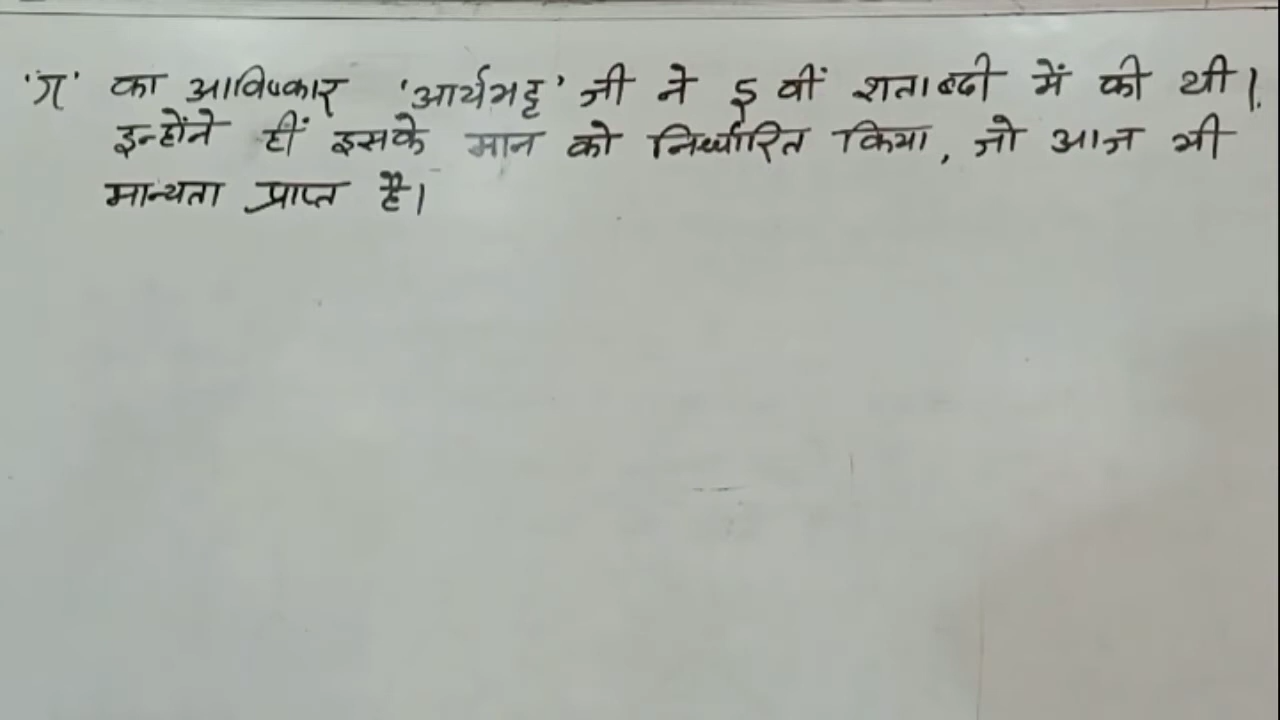 'π' का आविष्कार 'आर्यभट्ट' जी ने 5 वीं शताब्दी में की थी।
इन्होंने हीं इसके मान को निर्धारित किया, जो आज भी
मान्यता प्राप्त है।